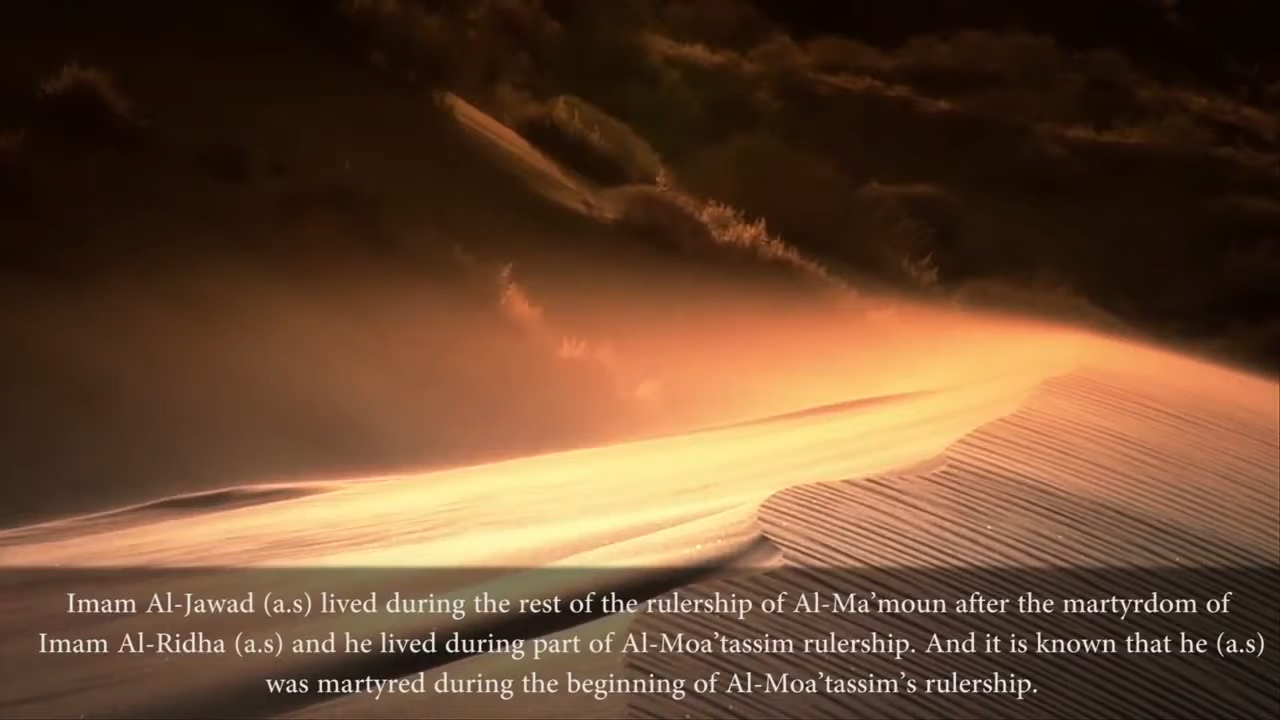 Imam Al-Jawad (a.s) lived during the rest of the rulership of Al-Ma’moun after the martyrdom of
Imam Al-Ridha (a.s) and he lived during part of Al-Moa’tassim rulership. And it is known that he (a.s)
was martyred during the beginning of Al-Moa’tassim’s rulership.